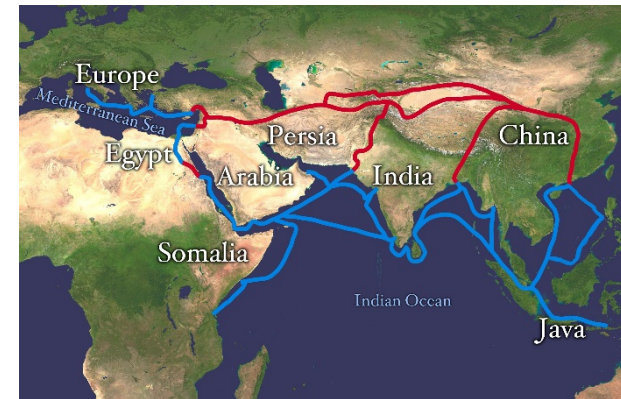 Europe
Mediterranean Sea
Egypt
Persia
China
Arabia
India
Somalia
Indian Ocean
Java